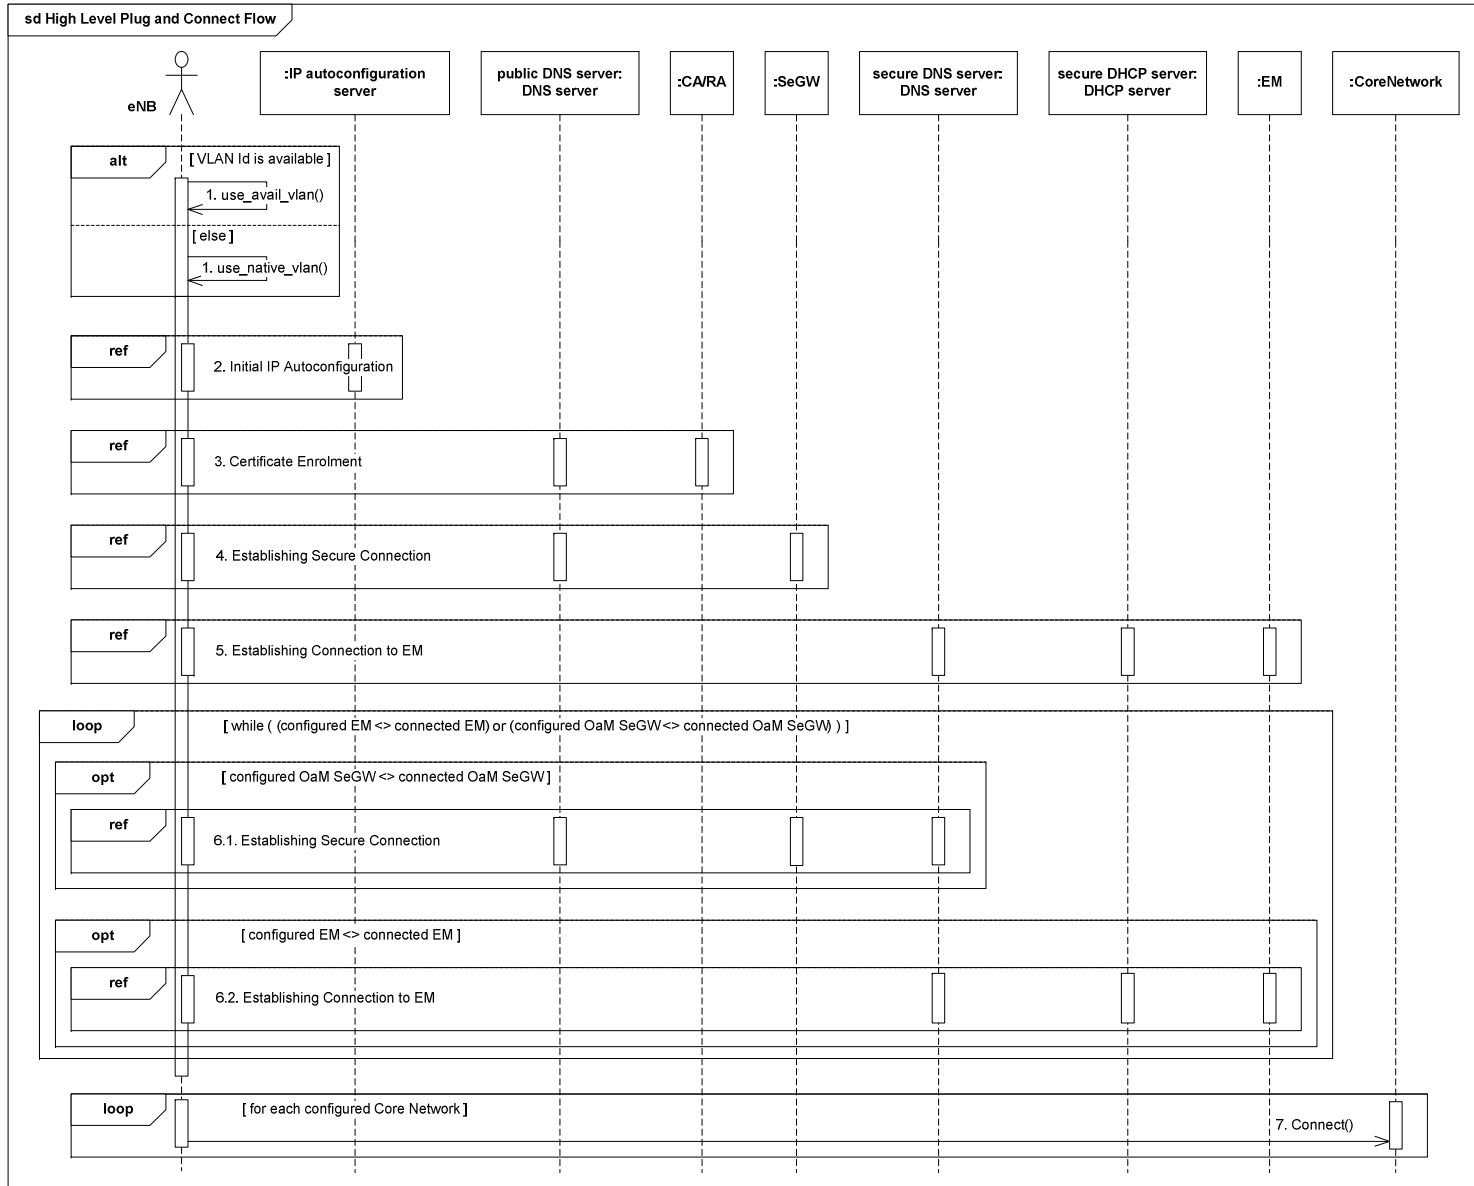 sd High Level Plug and Connect Flow
eNB
:IP autoconfiguration
server
public DNS server:
DNS server
:CA/RA
:SeGW
secure DNS server:
DNS server
secure DHCP server:
DHCP server
:EM
:CoreNetwork
alt
[ VLAN Id is available ]
1. use_avail_vlan()
[ else ]
1. use_native_vlan()
ref
2. Initial IP Autoconfiguration
ref
3. Certificate Enrolment
ref
4. Establishing Secure Connection
ref
5. Establishing Connection to EM
loop
[ while ( (configured EM <> connected EM) or (configured OaM SeGW <> connected OaM SeGW) ) ]
opt
[ configured OaM SeGW <> connected OaM SeGW ]
ref
6.1. Establishing Secure Connection
opt
[ configured EM <> connected EM ]
ref
6.2. Establishing Connection to EM
loop
[ for each configured Core Network ]
7. Connect()